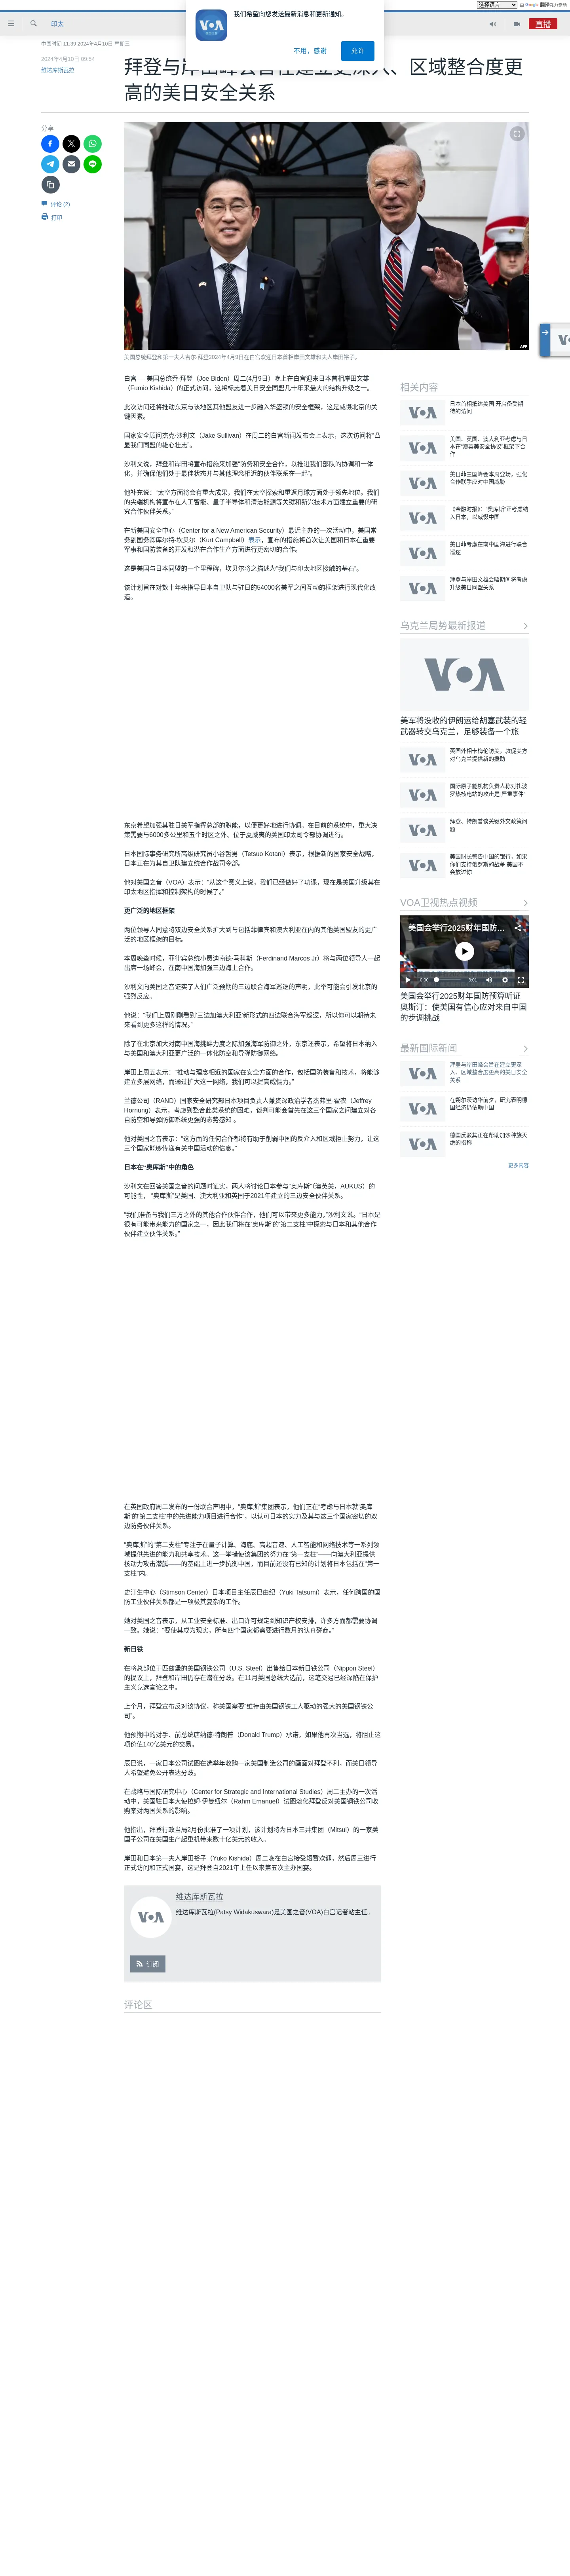 选择语言
由 Google 翻译强力驱动
VOA
我们希望向您发送最新消息和更新通知。
不用，感谢
允许
印太
直播
中国时间 11:39 2024年4月10日 星期三
2024年4月10日 09:54
维达库斯瓦拉
拜登与岸田峰会旨在建立更深入、区域整合度更
高的美日安全关系
分享
评论 (2)
打印
AFP
美国总统拜登和第一夫人吉尔·拜登2024年4月9日在白宫欢迎日本首相岸田文雄和夫人岸田裕子。
白宫 — 美国总统乔·拜登（Joe Biden）周二(4月9日）晚上在白宫迎来日本首相岸田文雄
（Fumio Kishida）的正式访问，这将标志着美日安全同盟几十年来最大的结构升级之一。
此次访问还将推动东京与该地区其他盟友进一步融入华盛顿的安全框架，这是威慑北京的关
键因素。
国家安全顾问杰克·沙利文（Jake Sullivan）在周二的白宫新闻发布会上表示，这次访问将“凸
显我们同盟的雄心壮志”。
沙利文说，拜登和岸田将宣布措施来加强“防务和安全合作，以推进我们部队的协调和一体
化，并确保他们处于最佳状态并与其他理念相近的伙伴联系在一起”。
他补充说：“太空方面将会有重大成果，我们在太空探索和重返月球方面处于领先地位。我们
的尖端机构将宣布在人工智能、量子半导体和清洁能源等关键和新兴技术方面建立重要的研
究合作伙伴关系。”
在新美国安全中心（Center for a New American Security）最近主办的一次活动中，美国常
务副国务卿库尔特·坎贝尔（Kurt Campbell）表示，宣布的措施将首次让美国和日本在重要
军事和国防装备的开发和潜在合作生产方面进行更密切的合作。
这是美国与日本同盟的一个里程碑，坎贝尔将之描述为“我们与印太地区接触的基石”。
该计划旨在对数十年来指导日本自卫队与驻日的54000名美军之间互动的框架进行现代化改
造。
东京希望加强其驻日美军指挥总部的职能，以便更好地进行协调。在目前的系统中，重大决
策需要与6000多公里和五个时区之外、位于夏威夷的美国印太司令部协调进行。
日本国际事务研究所高级研究员小谷哲男（Tetsuo Kotani）表示，根据新的国家安全战略，
日本正在为其自卫队建立统合作战司令部。
他对美国之音（VOA）表示：“从这个意义上说，我们已经做好了功课，现在是美国升级其在
印太地区指挥和控制架构的时候了。”
更广泛的地区框架
两位领导人同意将双边安全关系扩大到与包括菲律宾和澳大利亚在内的其他美国盟友的更广
泛的地区框架的目标。
本周晚些时候，菲律宾总统小费迪南德·马科斯（Ferdinand Marcos Jr）将与两位领导人一起
出席一场峰会，在南中国海加强三边海上合作。
沙利文向美国之音证实了人们广泛预期的三边联合海军巡逻的声明，此举可能会引发北京的
强烈反应。
他说：“我们上周刚刚看到‘三边加澳大利亚’新形式的四边联合海军巡逻，所以你可以期待未
来看到更多这样的情况。”
除了在北京加大对南中国海挑衅力度之际加强海军防御之外，东京还表示，希望将日本纳入
与美国和澳大利亚更广泛的一体化防空和导弹防御网络。
岸田上周五表示：“推动与理念相近的国家在安全方面的合作，包括国防装备和技术，将能够
建立多层网络，而通过扩大这一网络，我们可以提高威慑力。”
兰德公司（RAND）国家安全研究部日本项目负责人兼资深政治学者杰弗里·霍农（Jeffrey
Hornung）表示，考虑到整合此类系统的困难，谈判可能会首先在这三个国家之间建立对各
自防空和导弹防御系统更强的态势感知 。
他对美国之音表示：“这方面的任何合作都将有助于削弱中国的反介入和区域拒止努力，让这
三个国家能够传递有关中国活动的信息。”
日本在“奥库斯”中的角色
沙利文在回答美国之音的问题时证实，两人将讨论日本参与“奥库斯”（澳英美，AUKUS）的
可能性， “奥库斯”是美国、澳大利亚和英国于2021年建立的三边安全伙伴关系。
“我们准备与我们三方之外的其他合作伙伴合作，他们可以带来更多能力，”沙利文说。“日本是
很有可能带来能力的国家之一，因此我们将在‘奥库斯’的‘第二支柱’中探索与日本和其他合作
伙伴建立伙伴关系。”
在英国政府周二发布的一份联合声明中，“奥库斯”集团表示，他们正在“考虑与日本就‘奥库
斯’的‘第二支柱’中的先进能力项目进行合作”，以认可日本的实力及其与这三个国家密切的双
边防务伙伴关系。
“奥库斯”的“第二支柱”专注于在量子计算、海底、高超音速、人工智能和网络技术等一系列领
域提供先进的能力和共享技术。这一举措使该集团的努力在“第一支柱”——向澳大利亚提供
核动力攻击潜艇——的基础上进一步抗衡中国，而目前还没有已知的计划将日本包括在“第一
支柱”内。
史汀生中心（Stimson Center）日本项目主任辰巳由纪（Yuki Tatsumi）表示，任何跨国的国
防工业伙伴关系都是一项极其复杂的工作。
她对美国之音表示，从工业安全标准、出口许可规定到知识产权安排，许多方面都需要协调
一致。她说：“要使其成为现实，所有四个国家都需要进行数月的认真磋商。”
新日铁
在将总部位于匹兹堡的美国钢铁公司（U.S. Steel）出售给日本新日铁公司（Nippon Steel）
的提议上，拜登和岸田仍存在潜在分歧。在11月美国总统大选前，这笔交易已经深陷在保护
主义竞选言论之中。
上个月，拜登宣布反对该协议，称美国需要“维持由美国钢铁工人驱动的强大的美国钢铁公
司”。
他预期中的对手、前总统唐纳德·特朗普（Donald Trump）承诺，如果他再次当选，将阻止这
项价值140亿美元的交易。
辰巳说，一家日本公司试图在选举年收购一家美国制造公司的画面对拜登不利，而美日领导
人希望避免公开表达分歧。
在战略与国际研究中心（Center for Strategic and International Studies）周二主办的一次活
动中，美国驻日本大使拉姆·伊曼纽尔（Rahm Emanuel）试图淡化拜登反对美国钢铁公司收
购案对两国关系的影响。
他指出，拜登行政当局2月份批准了一项计划，该计划将为日本三井集团（Mitsui）的一家美
国子公司在美国生产起重机带来数十亿美元的收入。
岸田和日本第一夫人岸田裕子（Yuko Kishida）周二晚在白宫接受短暂欢迎，然后周三进行
正式访问和正式国宴，这是拜登自2021年上任以来第五次主办国宴。
维达库斯瓦拉
维达库斯瓦拉(Patsy Widakuswara)是美国之音(VOA)白宫记者站主任。
订阅
评论区
相关内容
日本首相抵达美国 开启备受期
待的访问
美国、英国、澳大利亚考虑与日
本在“澳英美安全协议”框架下合
作
美日菲三国峰会本周登场，强化
合作联手应对中国威胁
《金融时报》：“奥库斯”正考虑纳
入日本，以威慑中国
美日菲考虑在南中国海进行联合
巡逻
拜登与岸田文雄会晤期间将考虑
升级美日同盟关系
乌克兰局势最新报道
美军将没收的伊朗运给胡塞武装的轻
武器转交乌克兰，足够装备一个旅
英国外相卡梅伦访美，敦促美方
对乌克兰提供新的援助
国际原子能机构负责人称对扎波
罗热核电站的攻击是“严重事件”
拜登、特朗普谈关键外交政策问
题
美国财长警告中国的银行，如果
你们支持俄罗斯的战争 美国不
会放过你
VOA卫视热点视频
美国会举行2025财年国防...
0:00
0:03
美国会举行2025财年国防预算听证
奥斯汀：使美国有信心应对来自中国
的步调挑战
最新国际新闻
拜登与岸田峰会旨在建立更深
入、区域整合度更高的美日安全
关系
在朔尔茨访华前夕，研究表明德
国经济仍依赖中国
德国反驳其正在帮助加沙种族灭
绝的指称
更多内容